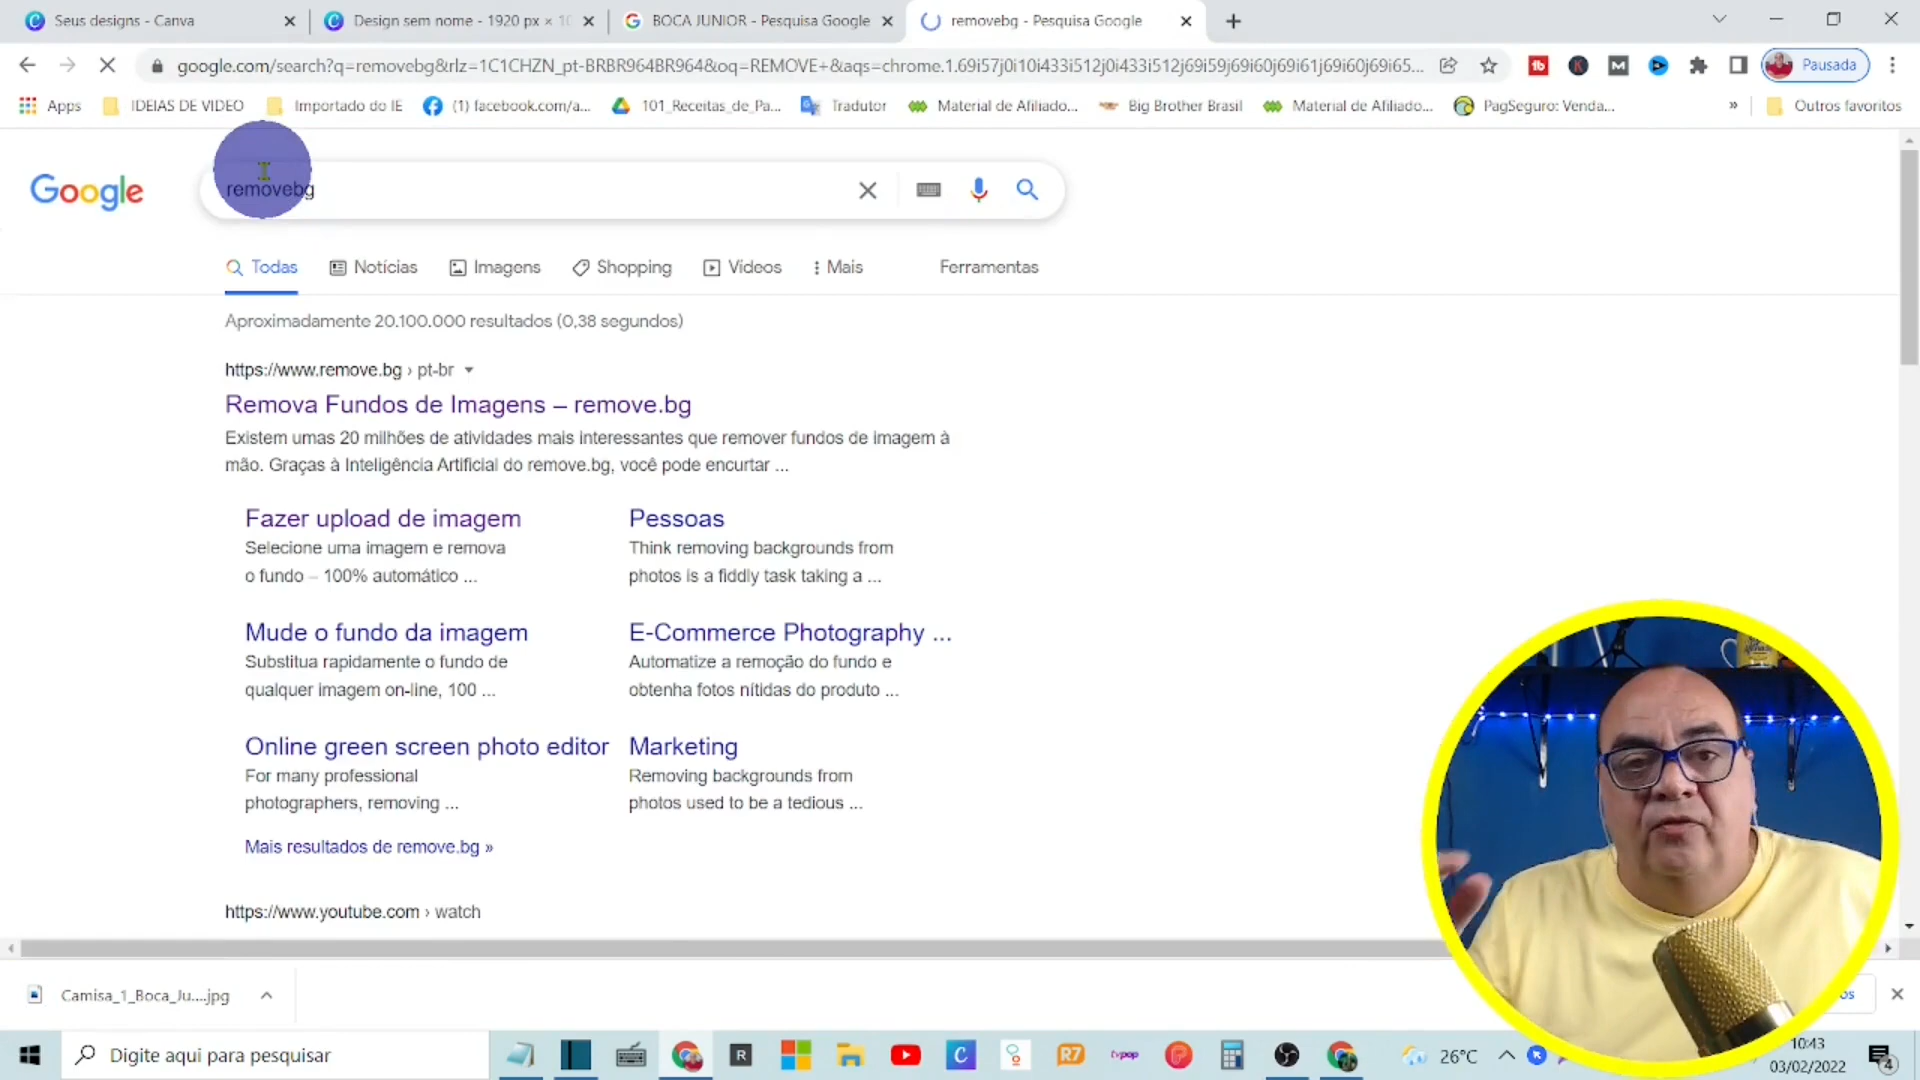 Seus designs - Canva
Design sem nome - 1920 px × 10
BOCA JUNIOR - Pesquisa Google
removebg - Pesquisa Google
google.com/search?q=removebg&rlz=1C1CHZN_pt-BRBR964BR964&oq=REMOVE+&aqs=chrome.1.69i57j0i10i433i512j0i433i512j69i59j69i60j69i61j69i60j69i65...
Pausada
Apps
IDEIAS DE VIDEO
Importado do IE
(1) facebook.com/a...
101_Receitas_de_Pa...
Tradutor
Material de Afiliado...
Big Brother Brasil
Material de Afiliado...
PagSeguro: Venda...
»
Outros favoritos
Google
removebg
Todas
Notícias
Imagens
Shopping
Vídeos
Mais
Ferramentas
Aproximadamente 20.100.000 resultados (0,38 segundos)
https://www.remove.bg › pt-br
Remova Fundos de Imagens – remove.bg
Existem umas 20 milhões de atividades mais interessantes que remover fundos de imagem à
mão. Graças à Inteligência Artificial do remove.bg, você pode encurtar ...
Fazer upload de imagem
Selecione uma imagem e remova
o fundo – 100% automático ...
Pessoas
Think removing backgrounds from
photos is a fiddly task taking a ...
Mude o fundo da imagem
Substitua rapidamente o fundo de
qualquer imagem on-line, 100 ...
E-Commerce Photography ...
Automatize a remoção do fundo e
obtenha fotos nítidas do produto ...
Online green screen photo editor
For many professional
photographers, removing ...
Marketing
Removing backgrounds from
photos used to be a tedious ...
Mais resultados de remove.bg »
https://www.youtube.com › watch
Camisa_1_Boca_Ju....jpg
os
Digite aqui para pesquisar
R
R7
tvpop
26°C
10:43
03/02/2022
4